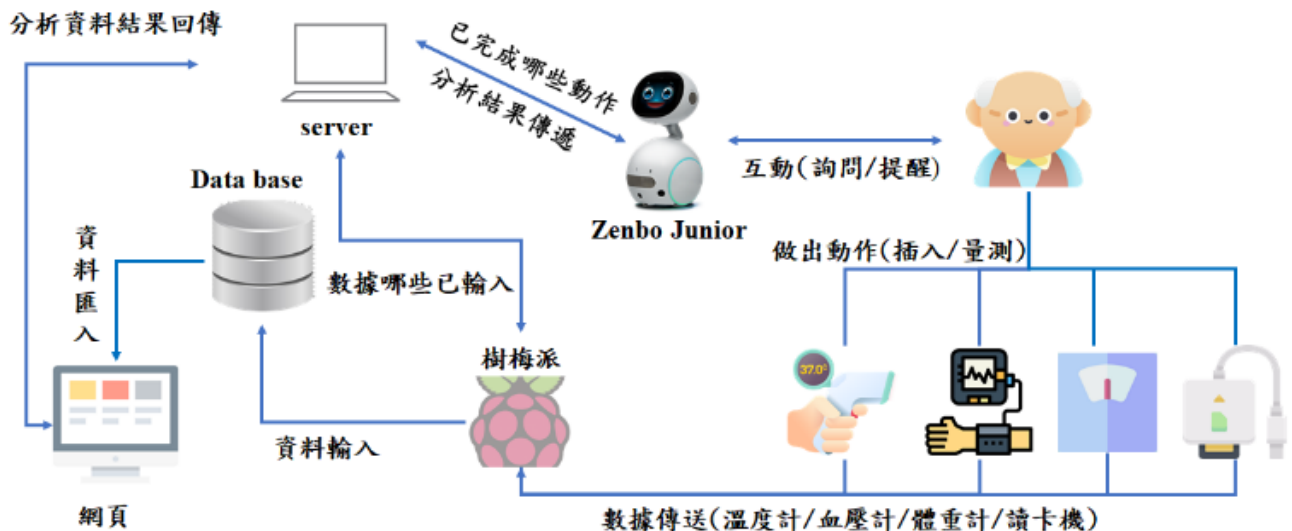 分析資料結果回傳
已完成哪些動作
分析結果傳遞
server
互動(詢問/提醒)
Data base
Zenbo Junior
資料匯入
做出動作(插入/量測)
數據哪些已輸入
樹梅派
37.0°
資料輸入
網頁
數據傳送(溫度計/血壓計/體重計/讀卡機)